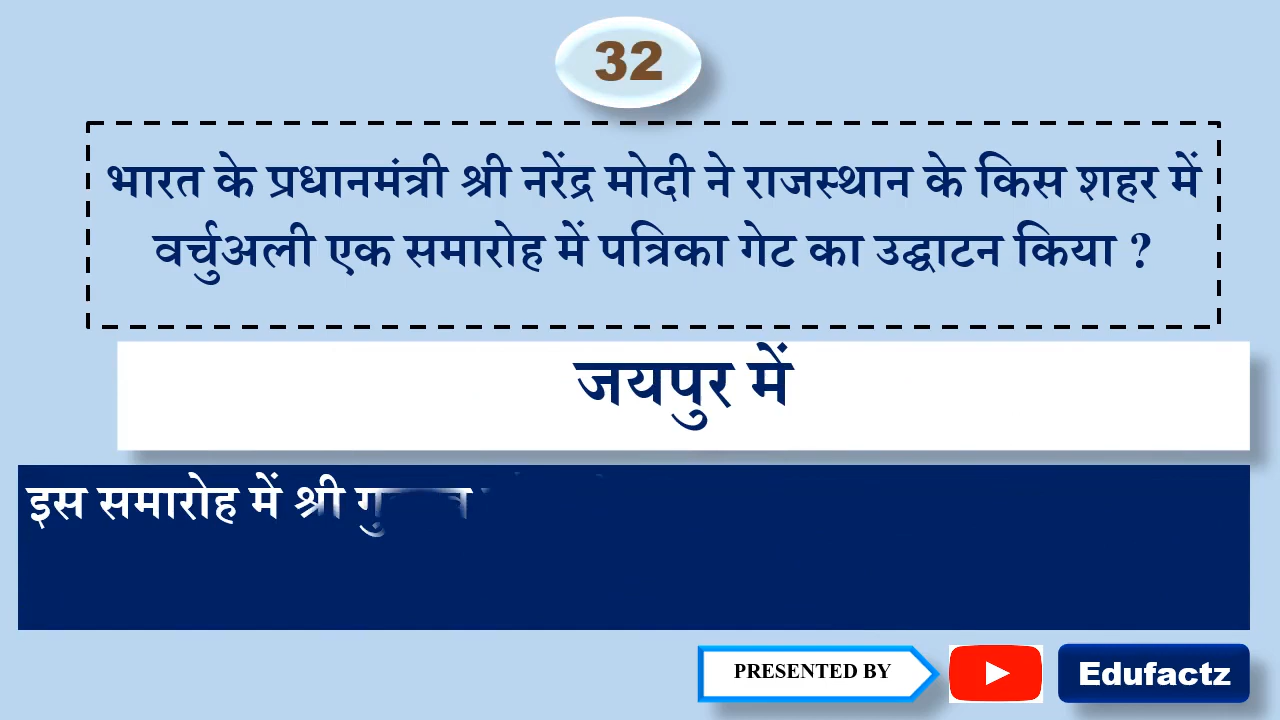 32
भारत के प्रधानमंत्री श्री नरेंद्र मोदी ने राजस्थान के किस शहर में
वर्चुअली एक समारोह में पत्रिका गेट का उद्घाटन किया ?
जयपुर में
इस समारोह में श्री
PRESENTED BY
Edufactz